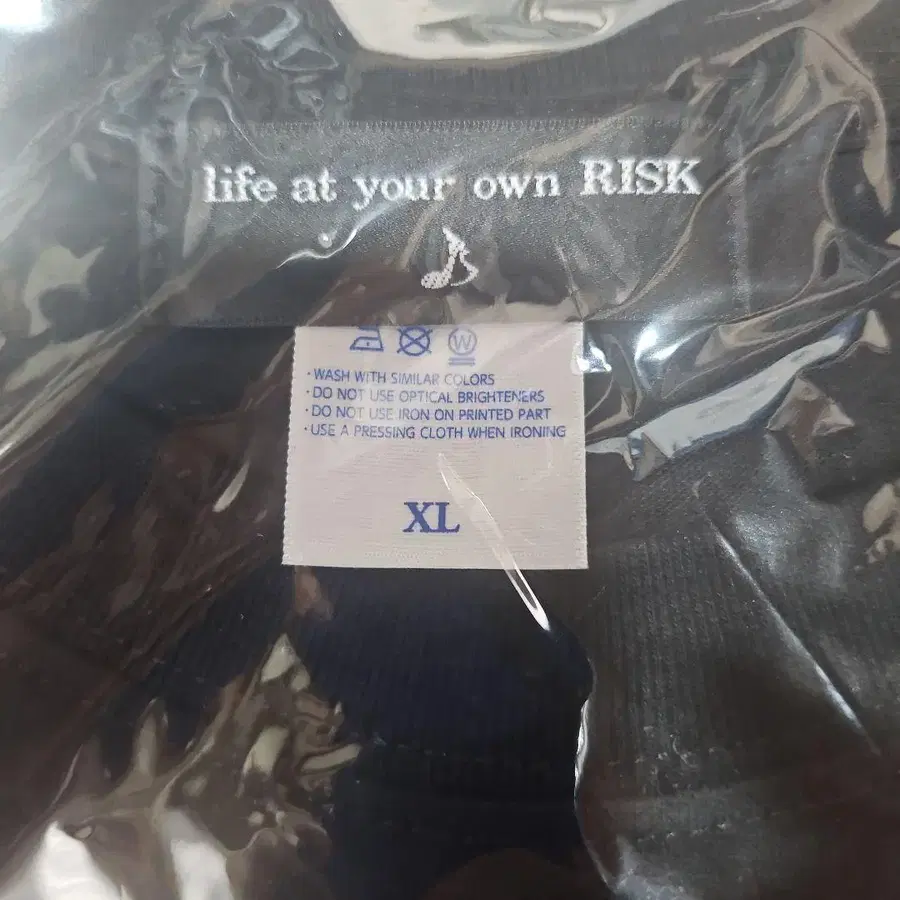 life at your own RISK
W
· WASH WITH SIMILAR COLORS
· DO NOT USE OPTICAL BRIGHTENERS
· DO NOT USE IRON ON PRINTED PART
· USE A PRESSING CLOTH WHEN IRONING
XL